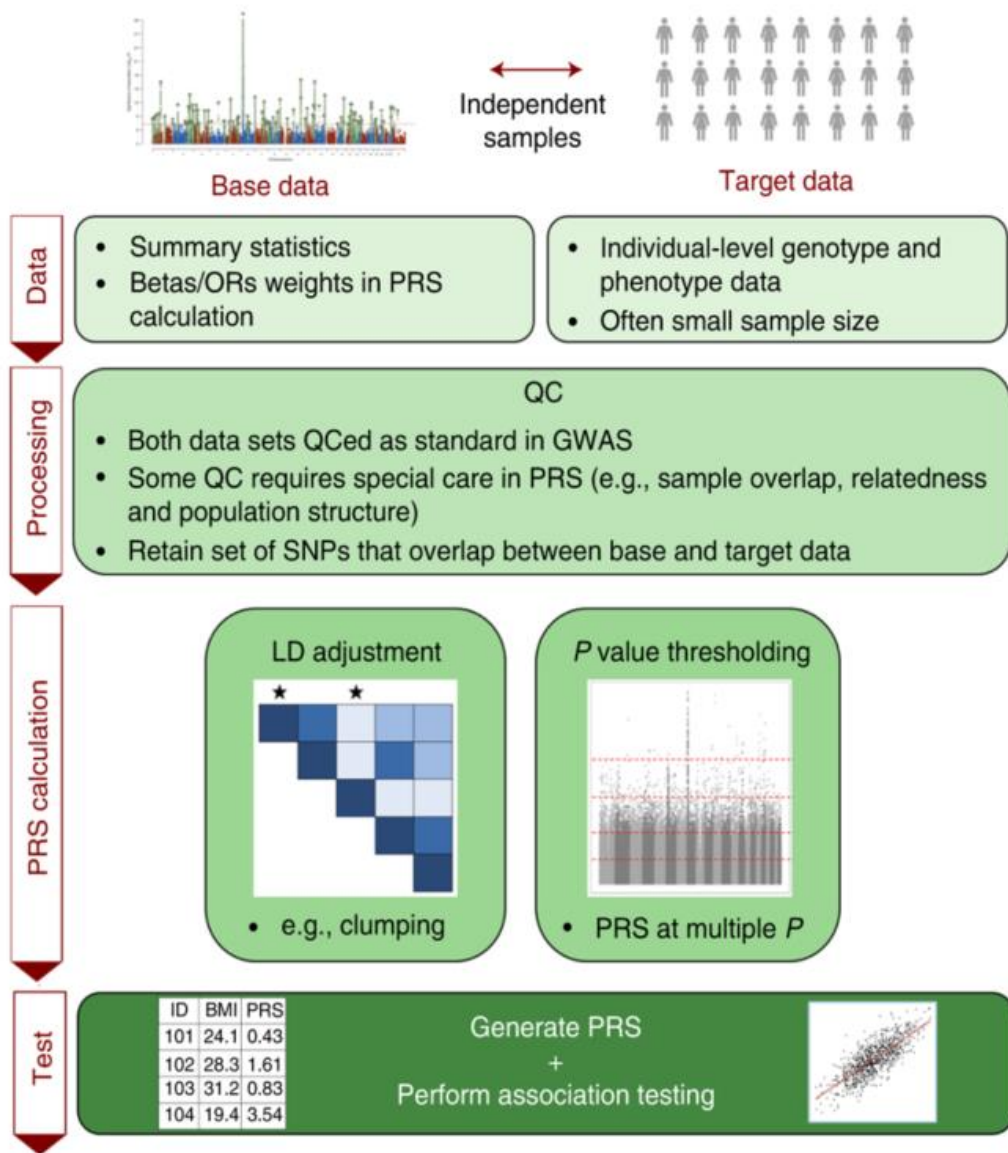 Independent
samples
Base data
Target data
Data
• Summary statistics
• Betas/ORs weights in PRS
calculation
• Individual-level genotype and
phenotype data
• Often small sample size
Processing
QC
• Both data sets QCed as standard in GWAS
• Some QC requires special care in PRS (e.g., sample overlap, relatedness
and population structure)
• Retain set of SNPs that overlap between base and target data
PRS calculation
LD adjustment
• e.g., clumping
P value thresholding
• PRS at multiple P
Test
ID BMI PRS
101 24.1 0.43
102 28.3 1.61
103 31.2 0.83
104 19.4 3.54
Generate PRS
+
Perform association testing